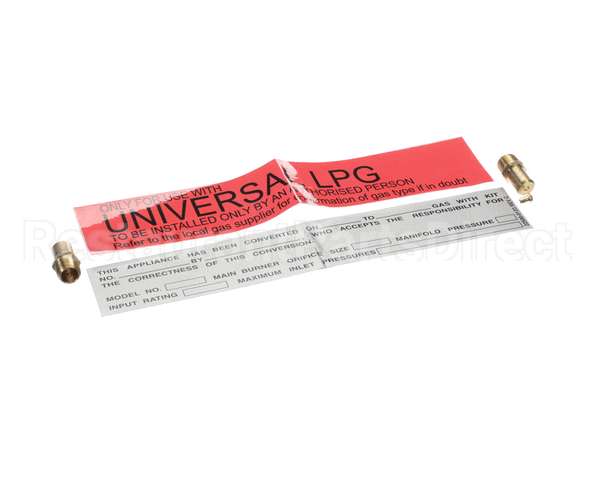 ONLY FOR USE WITH
UNIVERSAL LPG
TO BE INSTALLED ONLY BY AN AUTHORISED PERSON
Refer to the local gas supplier for information of gas type if in doubt
THIS APPLIANCE HAS BEEN CONVERTED ON TO GAS WITH KIT
NO. BY WHO ACCEPTS THE RESPONSIBILITY FOR
THE CORRECTNESS OF THIS CONVERSION
MODEL NO. MAIN BURNER ORIFICE SIZE MANIFOLD PRESSURE
INPUT RATING MAXIMUM INLET PRESSURES